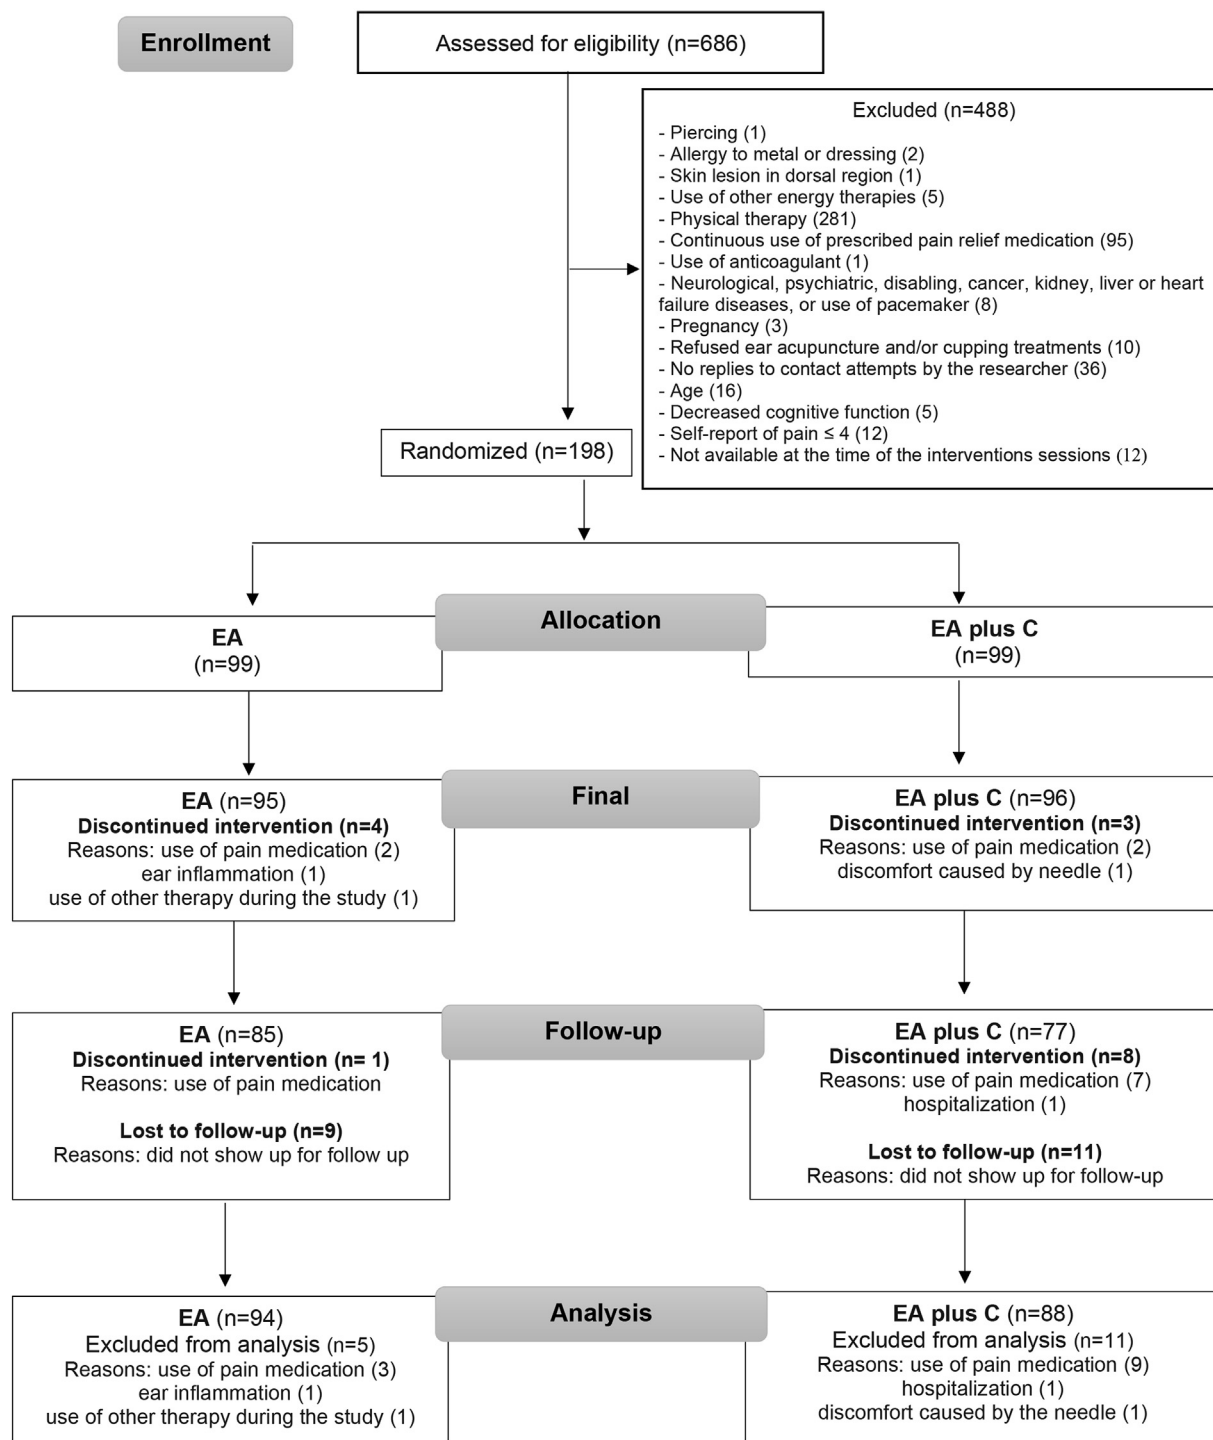 Enrollment
Assessed for eligibility (n=686)
Excluded (n=488)
- Piercing (1)
- Allergy to metal or dressing (2)
- Skin lesion in dorsal region (1)
- Use of other energy therapies (5)
- Physical therapy (281)
- Continuous use of prescribed pain relief medication (95)
- Use of anticoagulant (1)
- Neurological, psychiatric, disabling, cancer, kidney, liver or heart
failure diseases, or use of pacemaker (8)
- Pregnancy (3)
- Refused ear acupuncture and/or cupping treatments (10)
- No replies to contact attempts by the researcher (36)
- Age (16)
- Decreased cognitive function (5)
- Self-report of pain ≤ 4 (12)
- Not available at the time of the interventions sessions (12)
Randomized (n=198)
Allocation
EA
(n=99)
EA plus C
(n=99)
Final
EA (n=95)
Discontinued intervention (n=4)
Reasons: use of pain medication (2)
ear inflammation (1)
use of other therapy during the study (1)
EA plus C (n=96)
Discontinued intervention (n=3)
Reasons: use of pain medication (2)
discomfort caused by needle (1)
Follow-up
EA (n=85)
Discontinued intervention (n= 1)
Reasons: use of pain medication
Lost to follow-up (n=9)
Reasons: did not show up for follow up
EA plus C (n=77)
Discontinued intervention (n=8)
Reasons: use of pain medication (7)
hospitalization (1)
Lost to follow-up (n=11)
Reasons: did not show up for follow-up
Analysis
EA (n=94)
Excluded from analysis (n=5)
Reasons: use of pain medication (3)
ear inflammation (1)
use of other therapy during the study (1)
EA plus C (n=88)
Excluded from analysis (n=11)
Reasons: use of pain medication (9)
hospitalization (1)
discomfort caused by the needle (1)